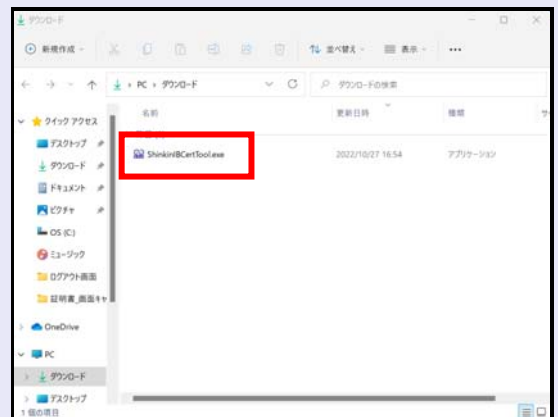 ダウンロード
新規作成
並べ替え
表示
PC > ダウンロード
ダウンロードの検索
名前
更新日時
種類
クイック アクセス
デスクトップ
ShinkinIBCertTool.exe
2022/10/27 16:54
アプリケーション
ダウンロード
ドキュメント
ピクチャ
OS (C:)
ミュージック
ログアウト画面
証明書_画面キャ
OneDrive
PC
ダウンロード
デスクトップ
1 個の項目